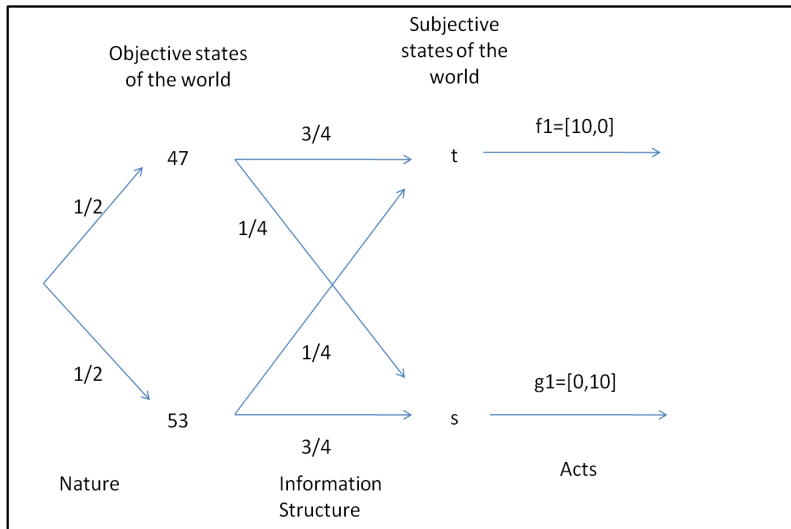 Objective states
of the world
Subjective
states of the
world
47
3/4
t
f1=[10,0]
1/2
1/4
1/2
1/4
g1=[0,10]
53
s
3/4
Nature
Information
Structure
Acts